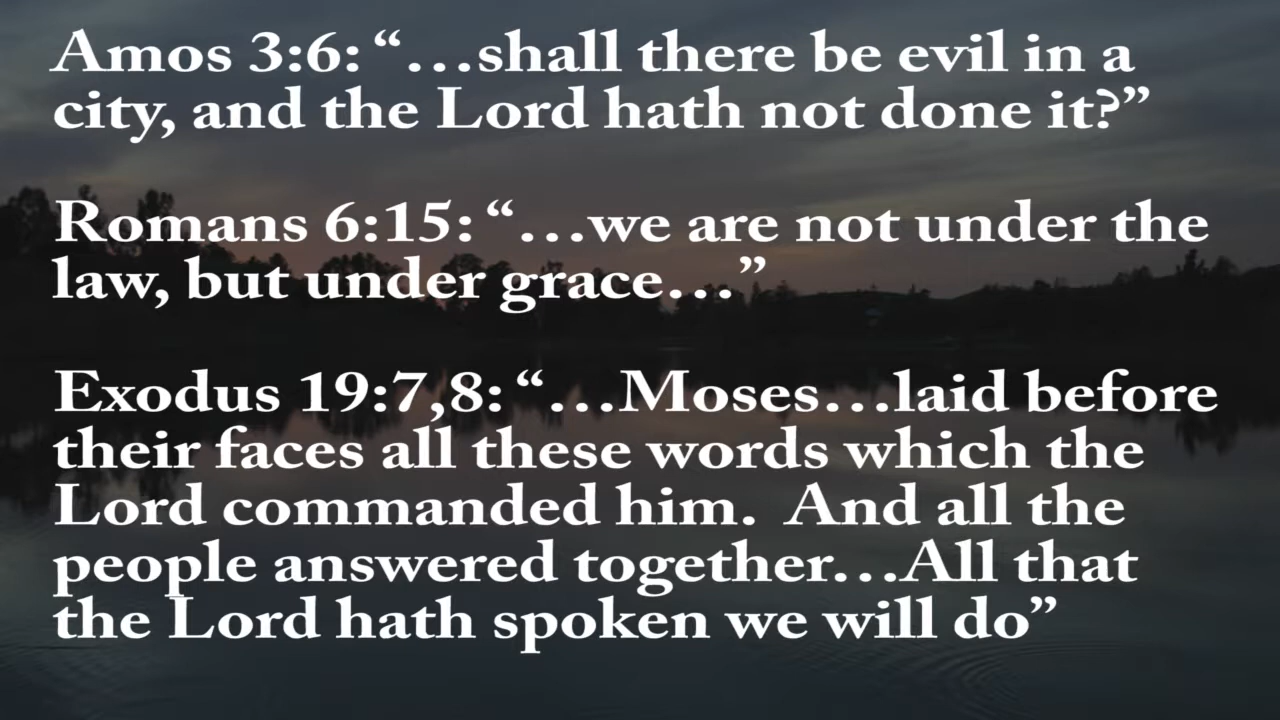 Amos 3:6: “…shall there be evil in a
city, and the Lord hath not done it?”
Romans 6:15: “…we are not under the
law, but under grace…”
Exodus 19:7,8: “…Moses…laid before
their faces all these words which the
Lord commanded him.  And all the
people answered together…All that
the Lord hath spoken we will do”